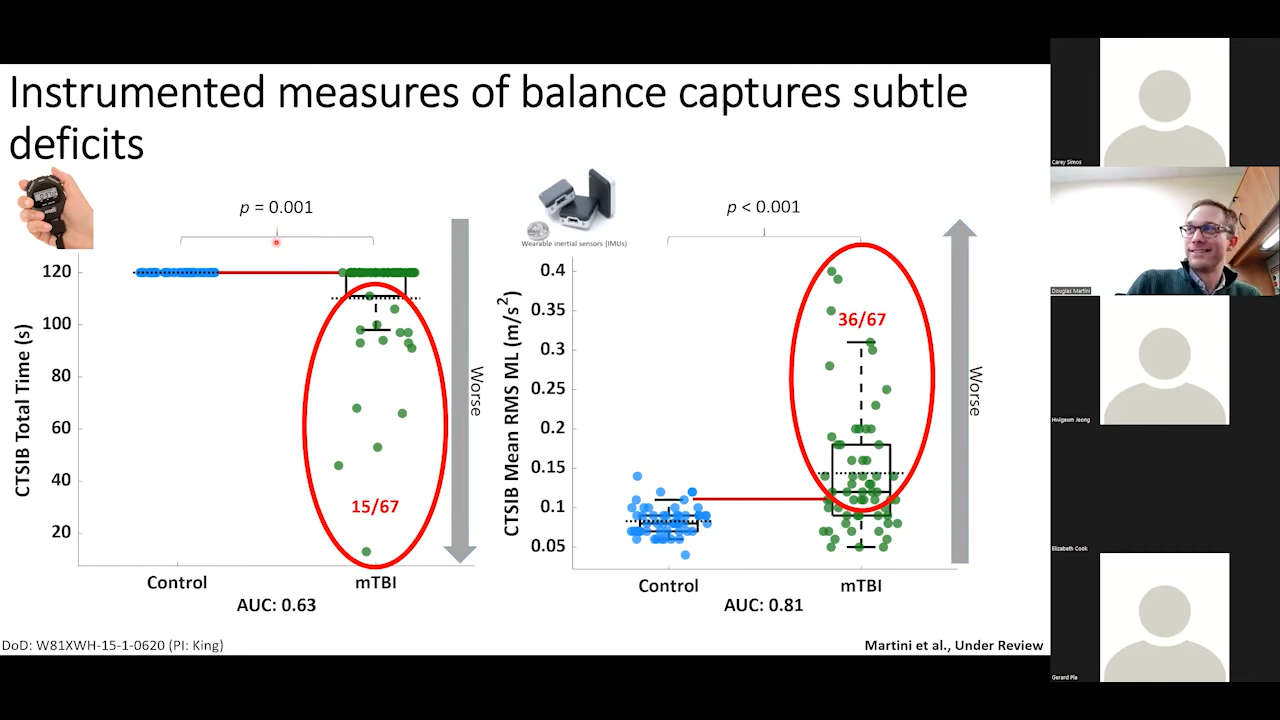 Instrumented measures of balance captures subtle
deficits
p = 0.001
CTSIB Total Time (s)
120
100
80
60
40
20
15/67
Worse
Control
mTBI
AUC: 0.63
Wearable inertial sensors (IMUs)
p < 0.001
CTSIB Mean RMS ML (m/s²)
0.4
0.35
0.3
0.25
0.2
0.15
0.1
0.05
36/67
Worse
Control
mTBI
AUC: 0.81
DoD: W81XWH-15-1-0620 (PI: King)
Martini et al., Under Review
Carey Simos
Douglas Martini
Hwigeum Jeong
Elizabeth Cook
Gerard Pla